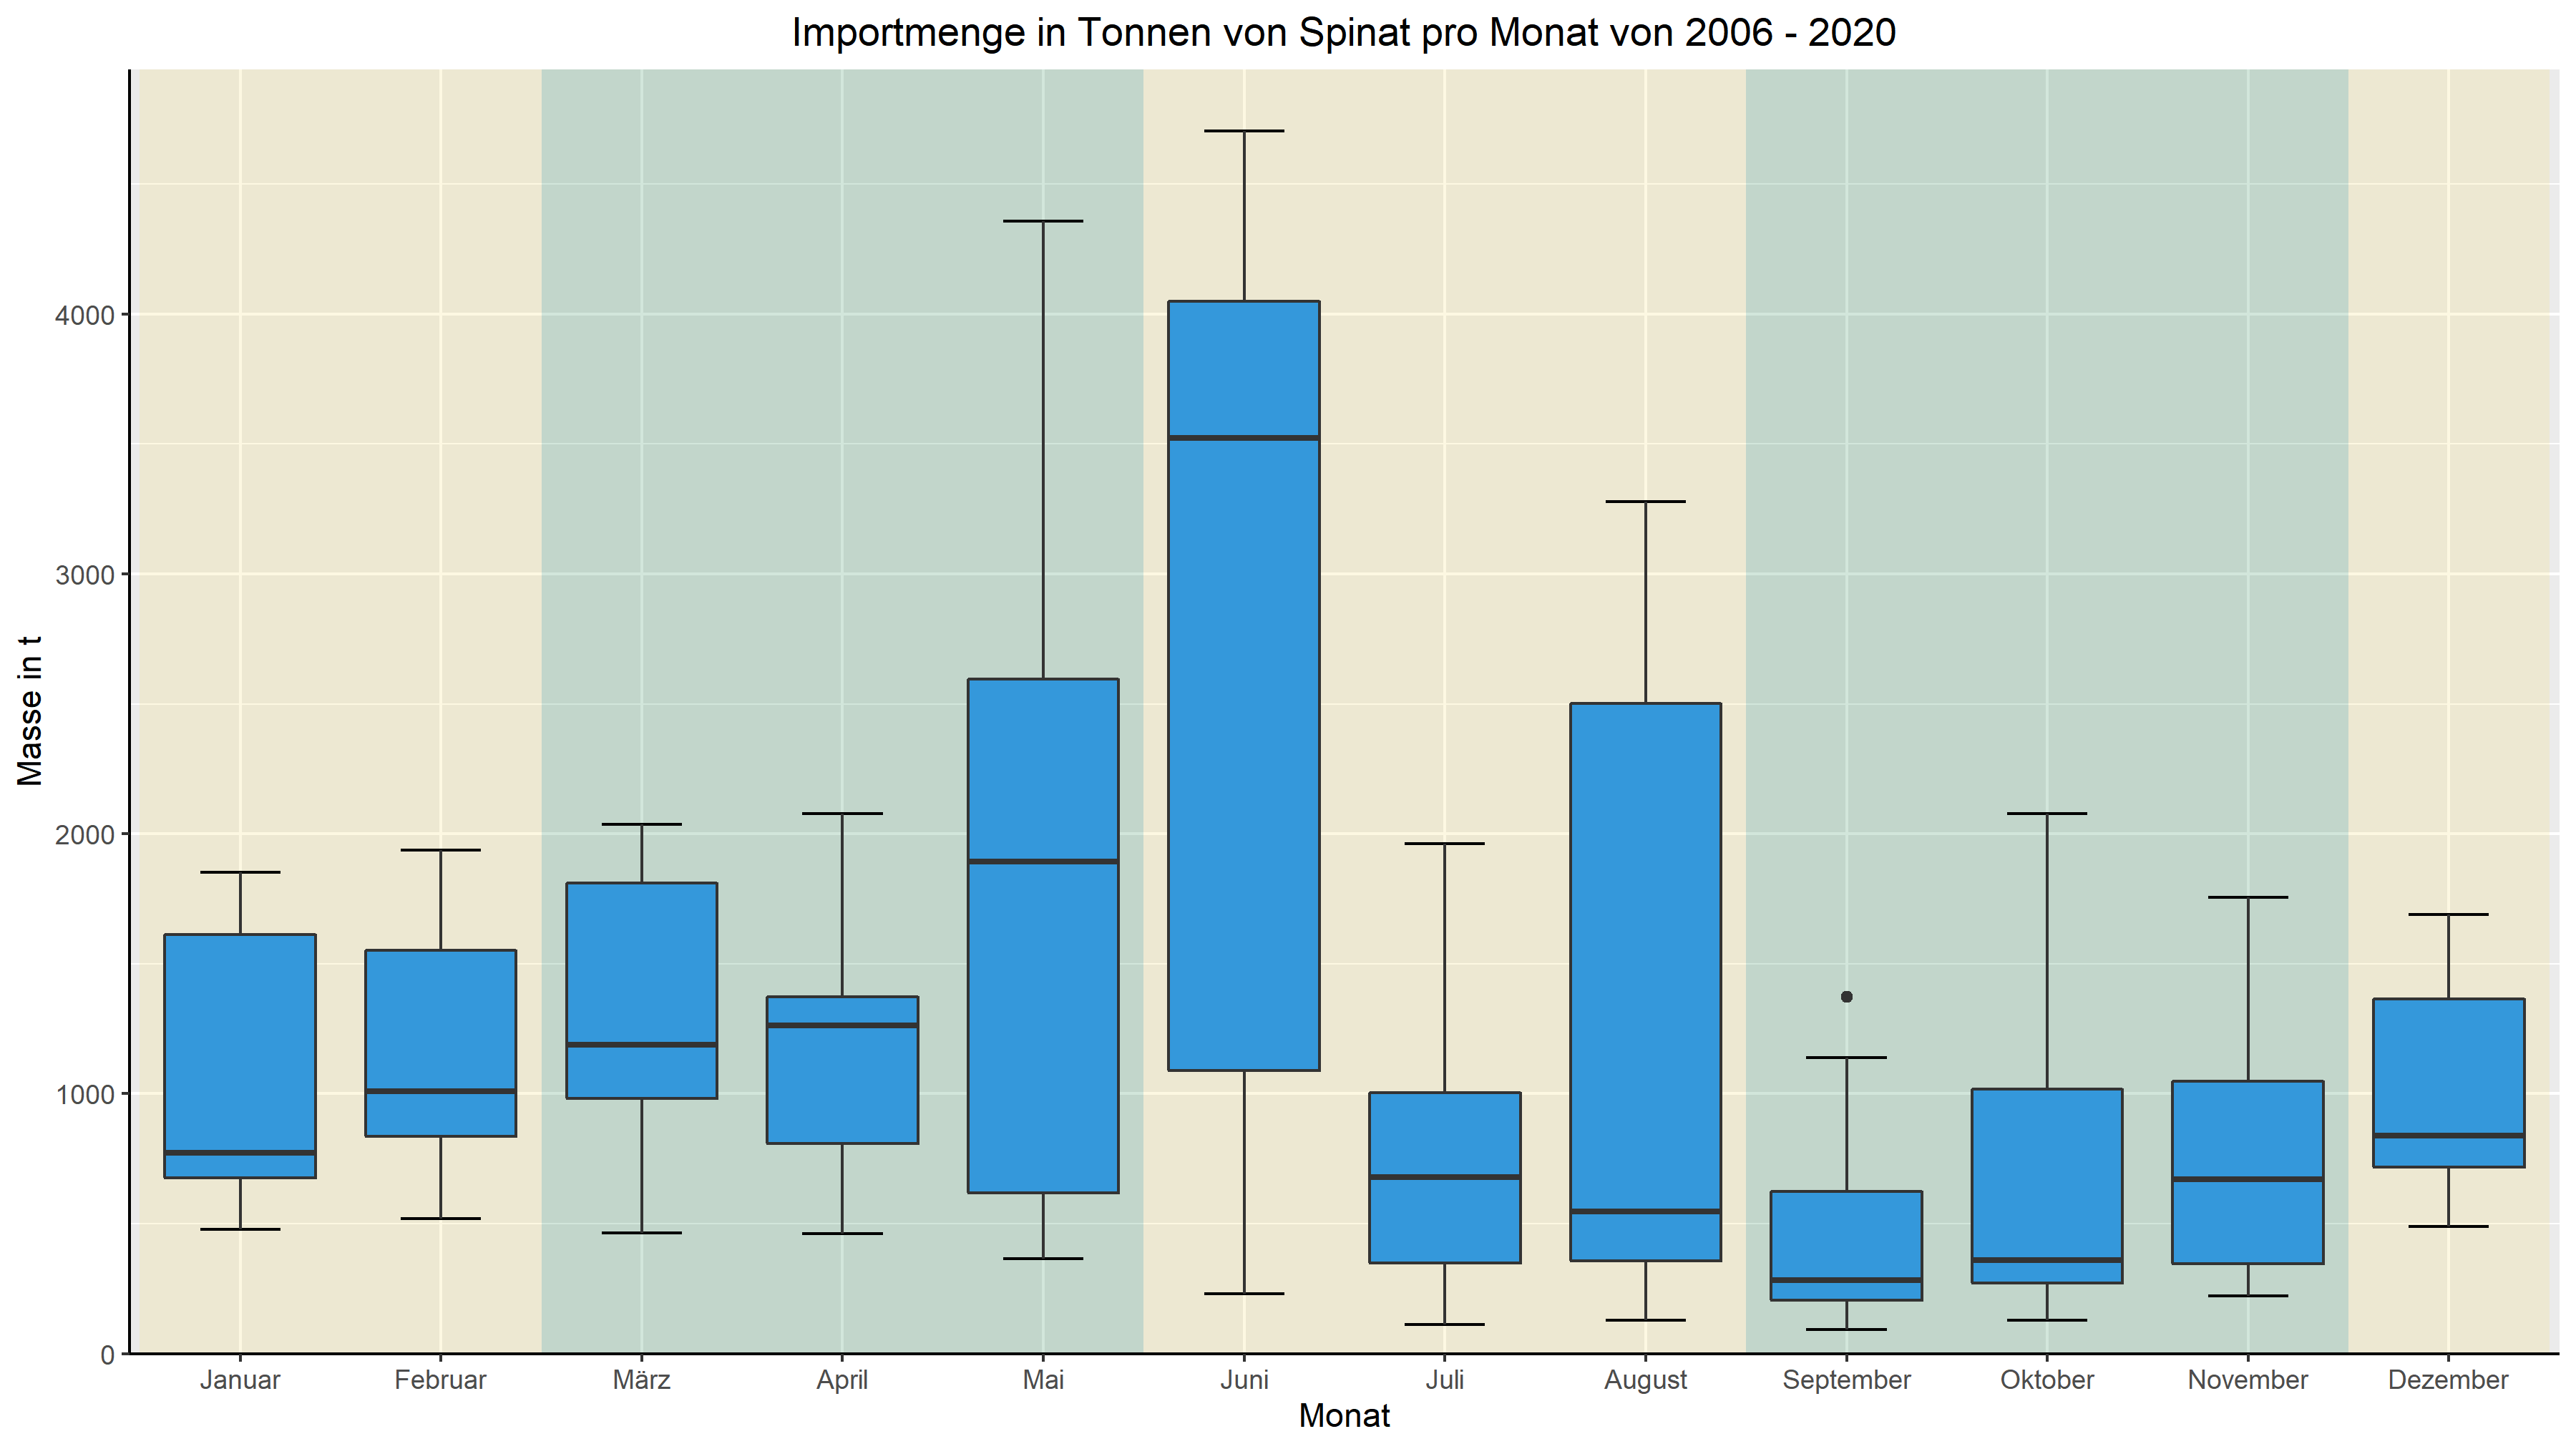 Importmenge in Tonnen von Spinat pro Monat von 2006 - 2020
Masse in t
4000
3000
2000
1000
0
Januar Februar März April Mai Juni Juli August September Oktober November Dezember
Monat